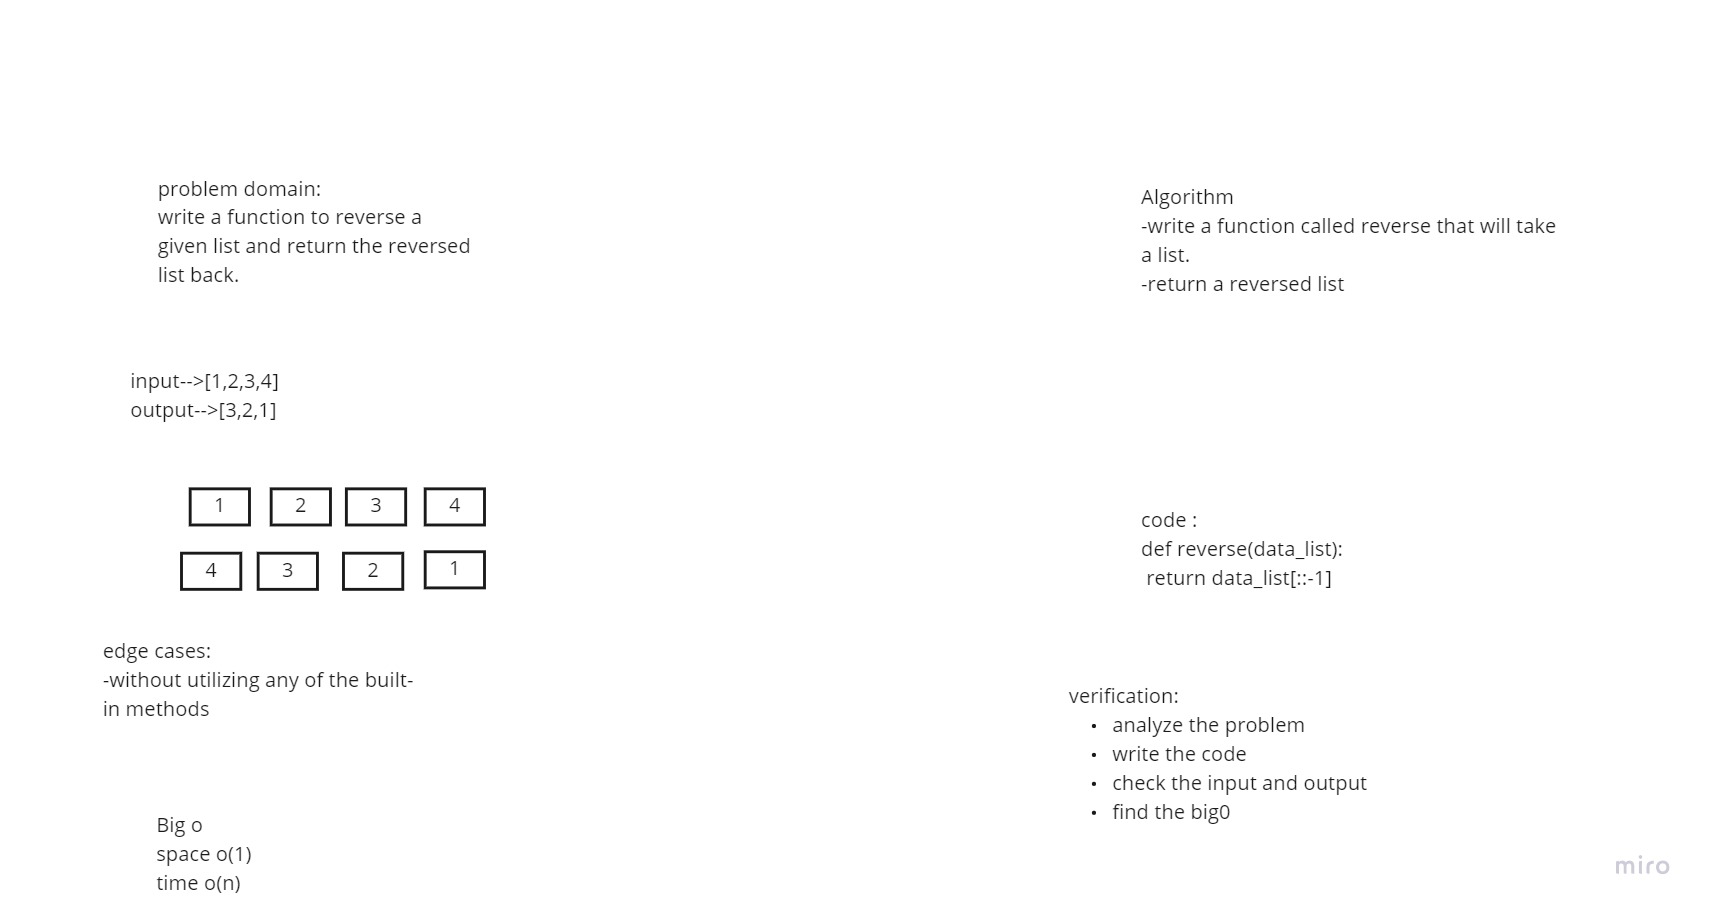 problem domain:
write a function to reverse a
given list and return the reversed
list back.
input-->[1,2,3,4]
output-->[3,2,1]
1 2 3 4
4 3 2 1
edge cases:
-without utilizing any of the built-
in methods
Big o
space o(1)
time o(n)
Algorithm
-write a function called reverse that will take
a list.
-return a reversed list
code :
def reverse(data_list):
 return data_list[::-1]
verification:
• analyze the problem
• write the code
• check the input and output
• find the big0
miro